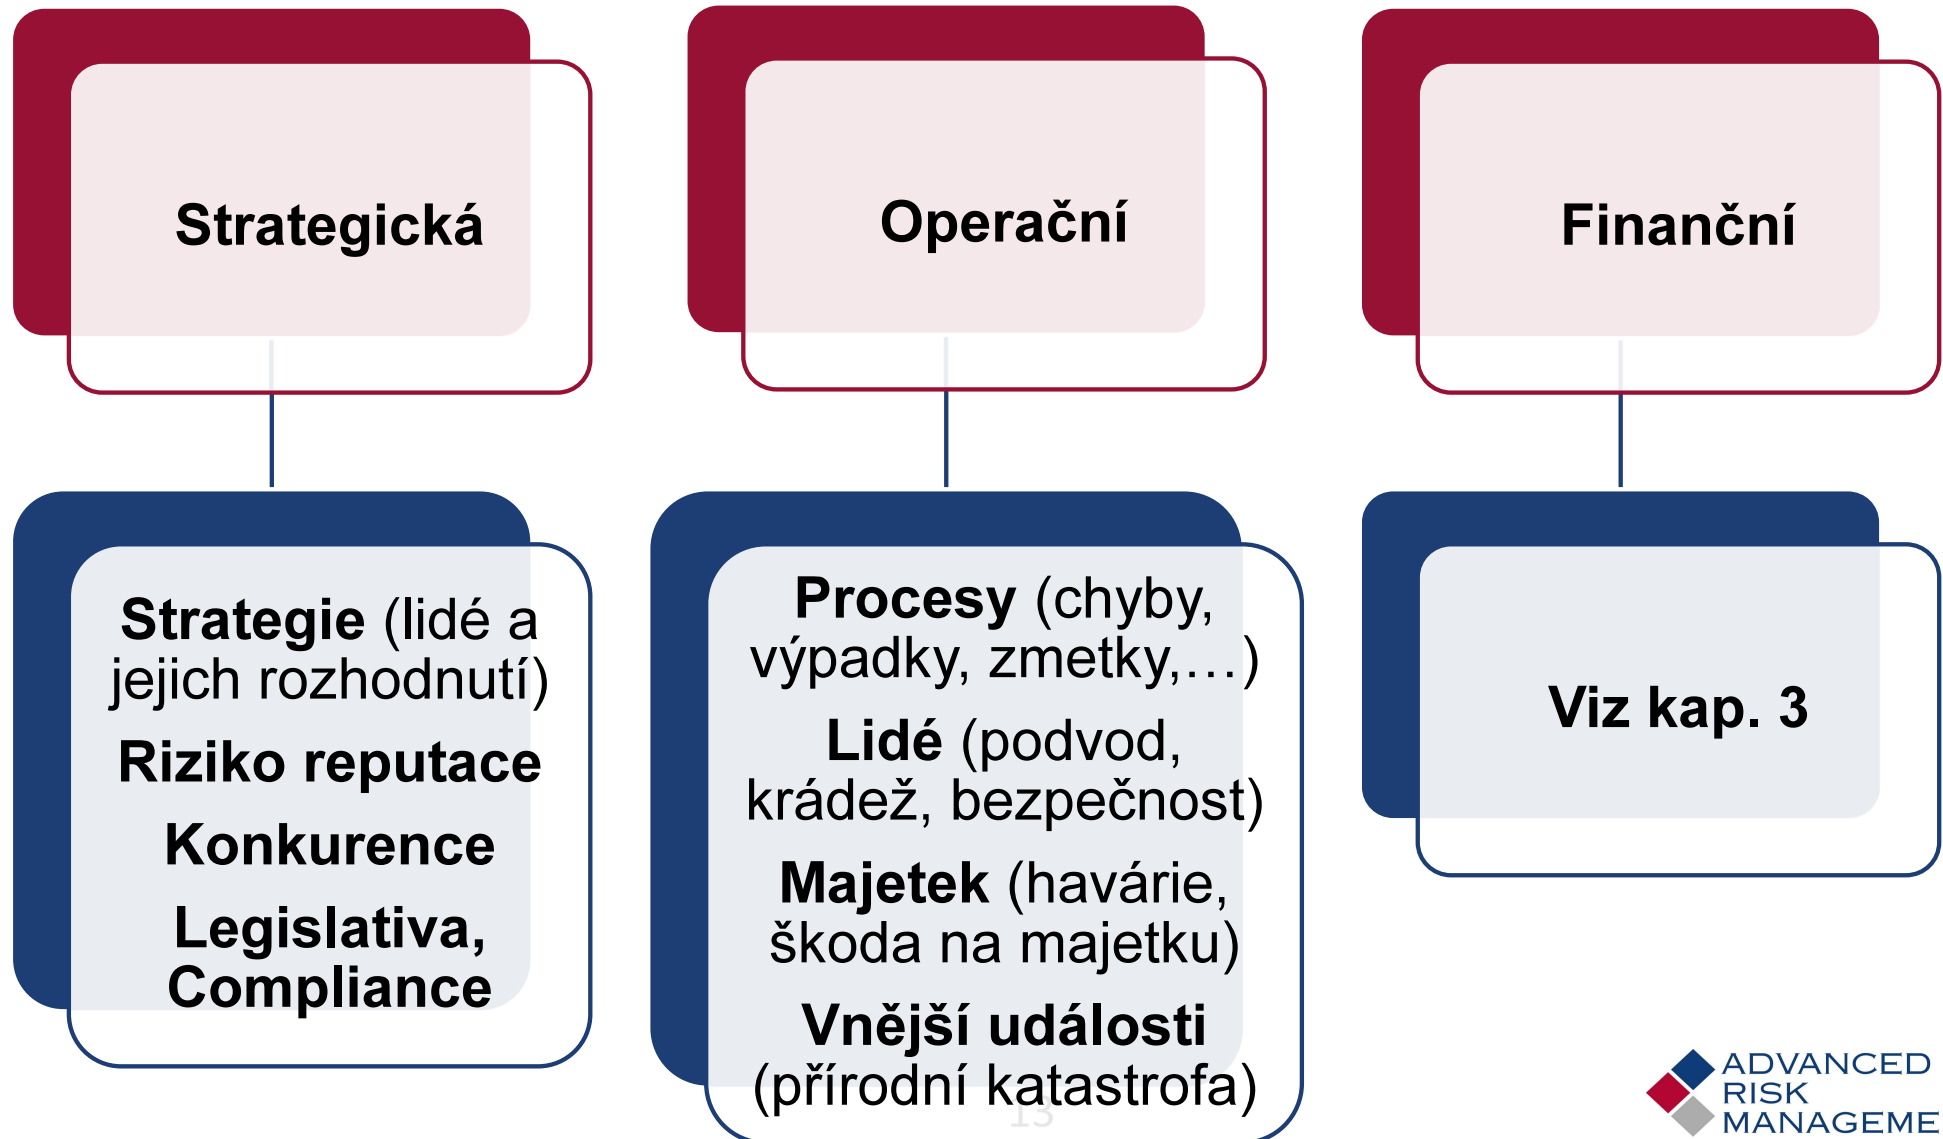 Strategická
Operační
Finanční
Strategie (lidé a
jejich rozhodnutí)
Riziko reputace
Konkurence
Legislativa,
Compliance
Procesy (chyby,
výpadky, zmetky,…)
Lidé (podvod,
krádež, bezpečnost)
Majetek (havárie,
škoda na majetku)
Vnější události
(přírodní katastrofa)
Viz kap. 3
13
ADVANCED
RISK
MANAGEME